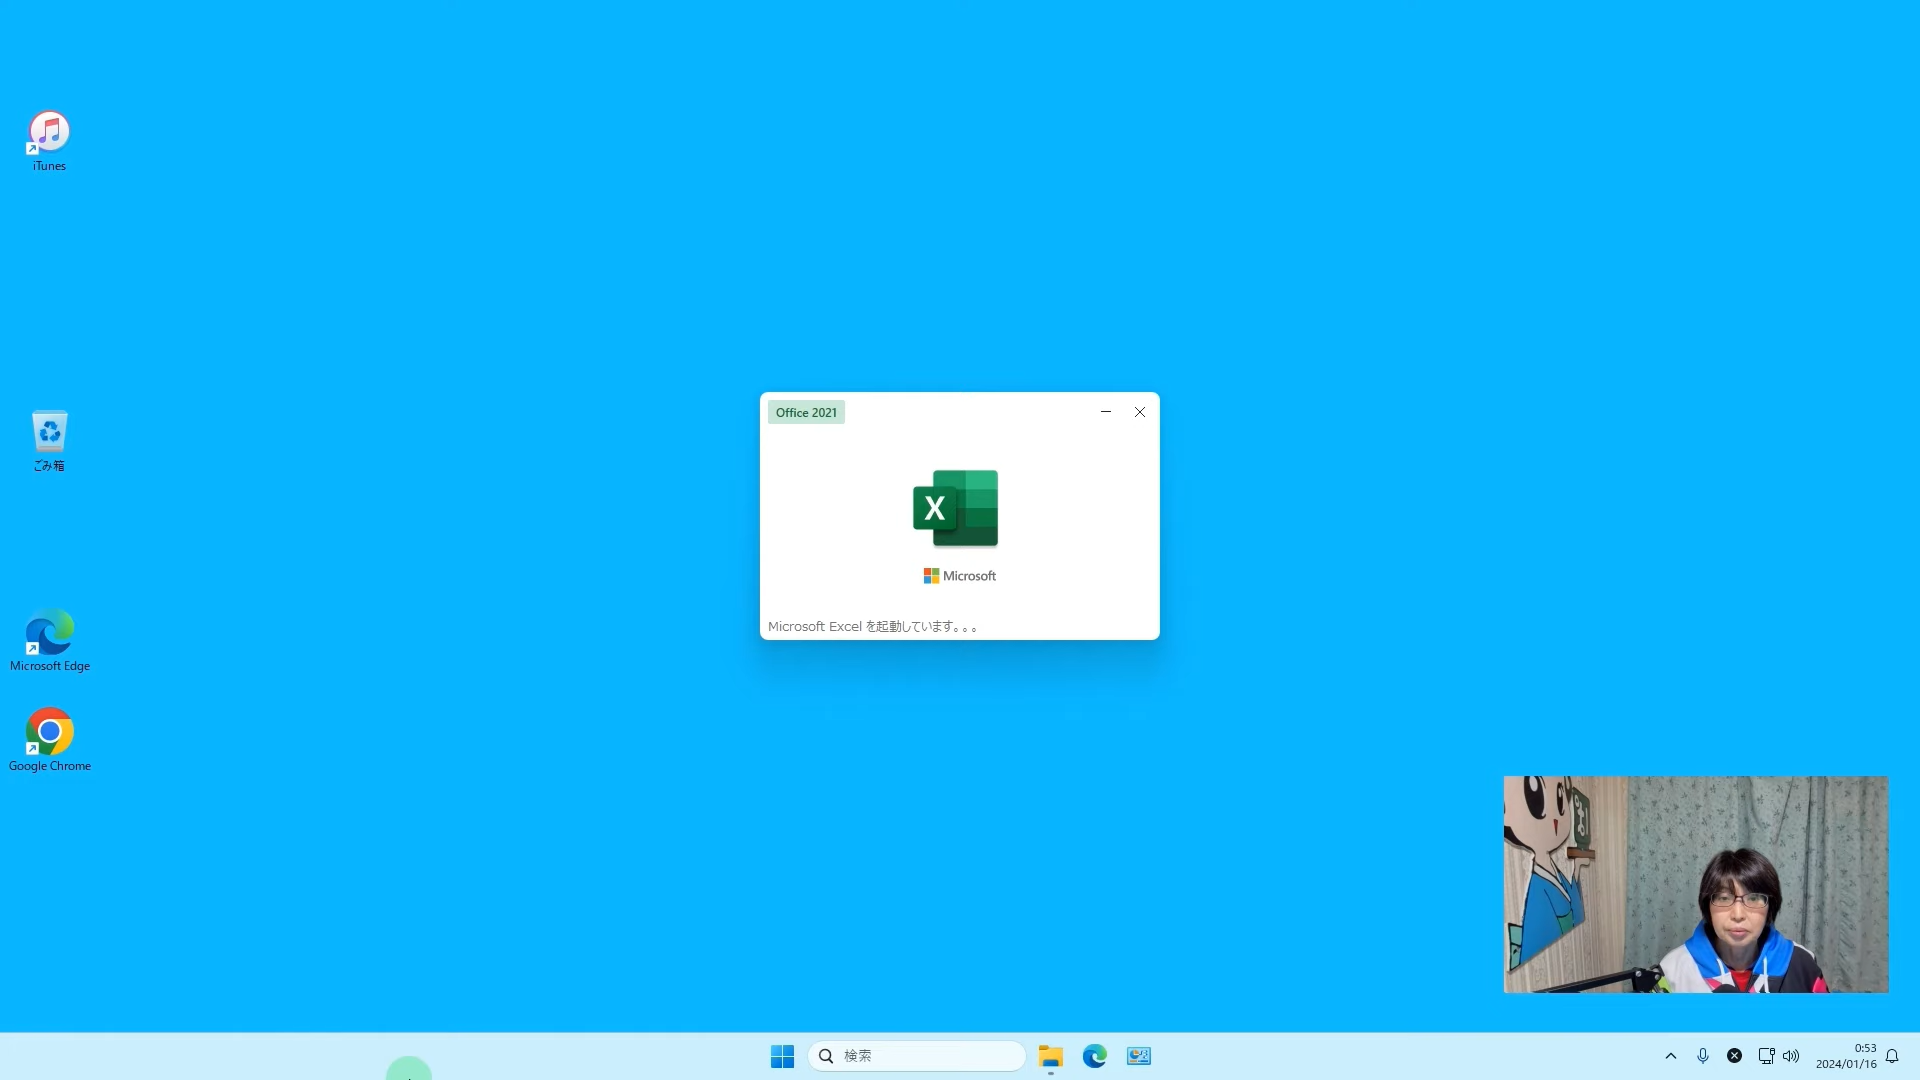 iTunes
ごみ箱
Microsoft Edge
Google Chrome
Office 2021
X
Microsoft
Microsoft Excel を起動しています。。。
検索
0:53
2024/01/16